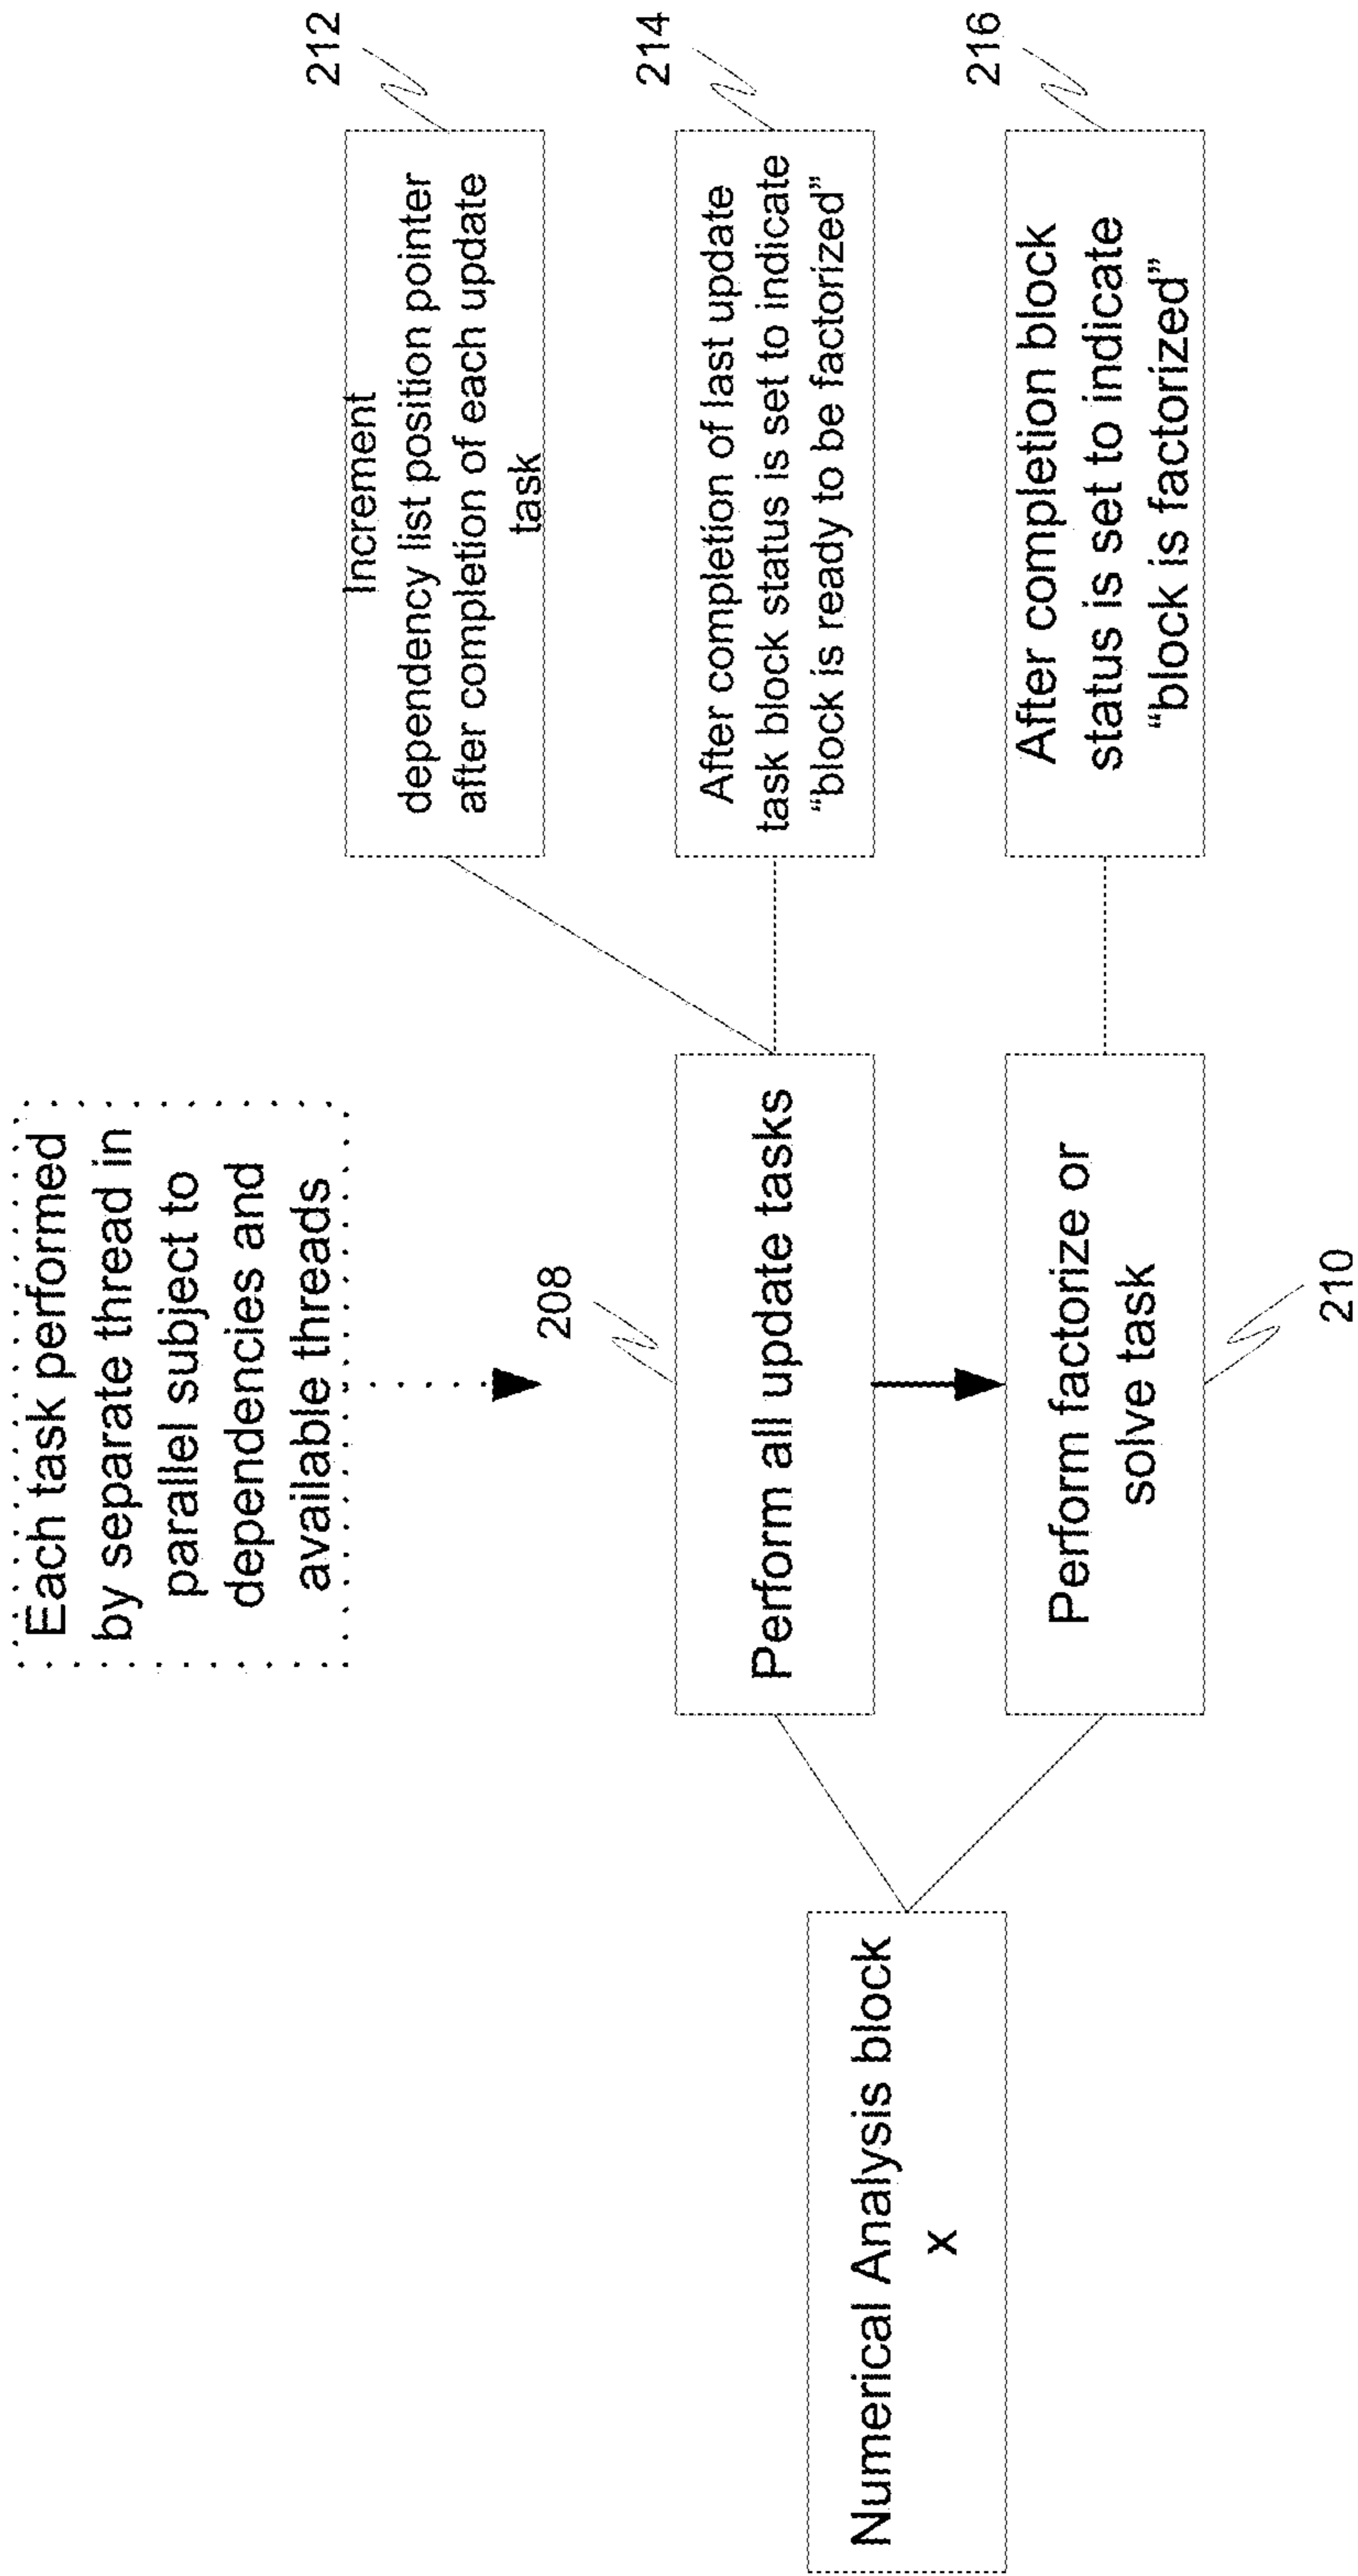 Each task performed
by separate thread in
parallel subject to
dependencies and
available threads
212
Increment
dependency list position pointer
after completion of each update
task
208
214
Perform all update tasks
After completion of last update
task block status is set to indicate
“block is ready to be factorized”
Numerical Analysis block
x
216
Perform factorize or
solve task
After completion block
status is set to indicate
“block is factorized”
210